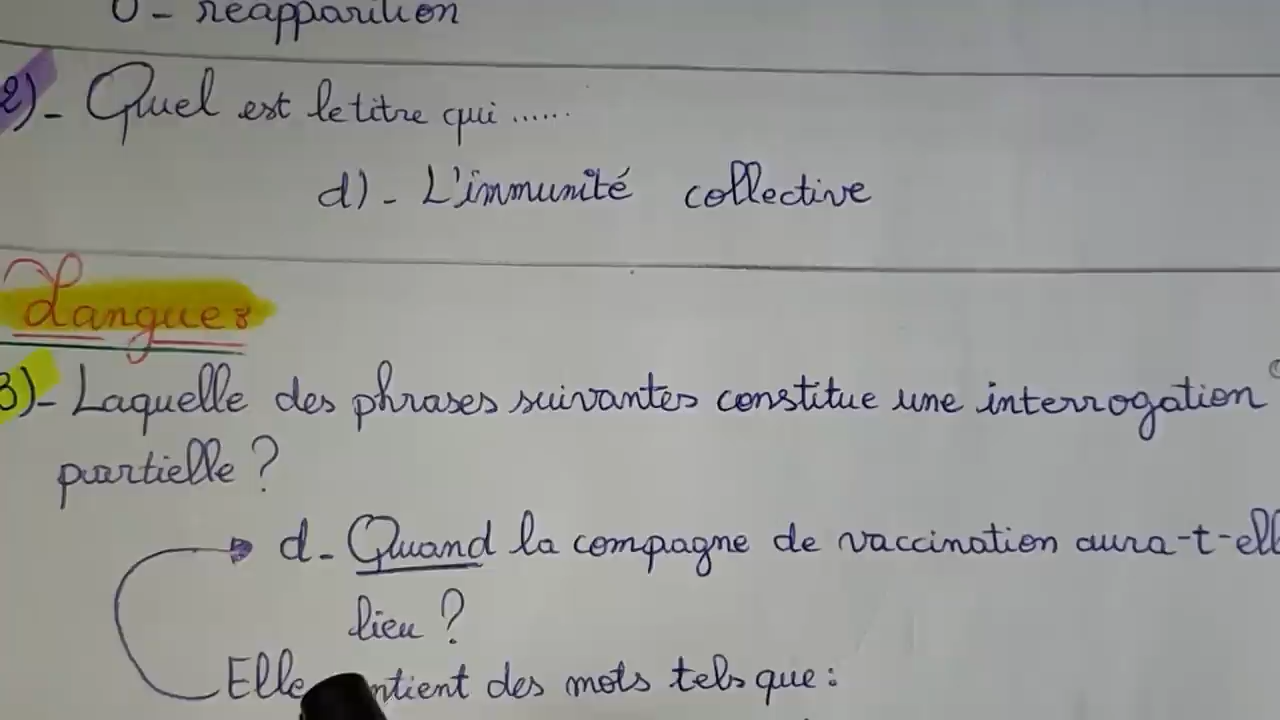 réapparition
2)- Quel est le titre qui ......
d)- L'immunité collective
Langue :
3)- Laquelle des phrases suivantes constitue une interrogation
partielle ?
d- Quand la compagne de vaccination aura-t-ell
lieu ?
Elle des mots tels que :